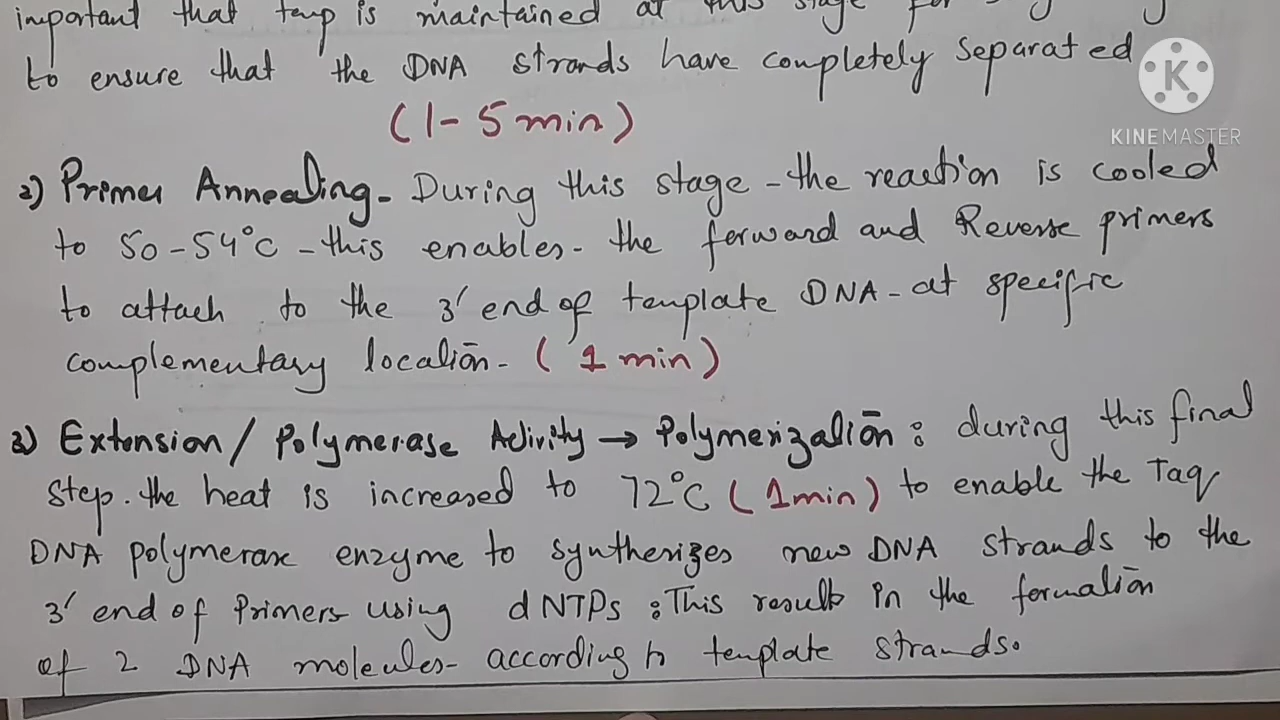 important that temp is maintained at this stage for
to ensure that the DNA strands have completely separated
(1-5 min)
K
KINEMASTER
2) Primer Annealing - During this stage - the reaction is cooled
to 50-54°C - this enables - the forward and Reverse primers
to attach to the 3' end of template DNA - at specific
complementary location - (1 min)
3) Extension / Polymerase Activity → Polymerization : during this final
step. the heat is increased to 72°C (1min) to enable the Taq
DNA polymerase enzyme to synthesizes new DNA strands to the
3' end of Primers using dNTPs : This results in the formation
of 2 DNA molecules - according to template strands.